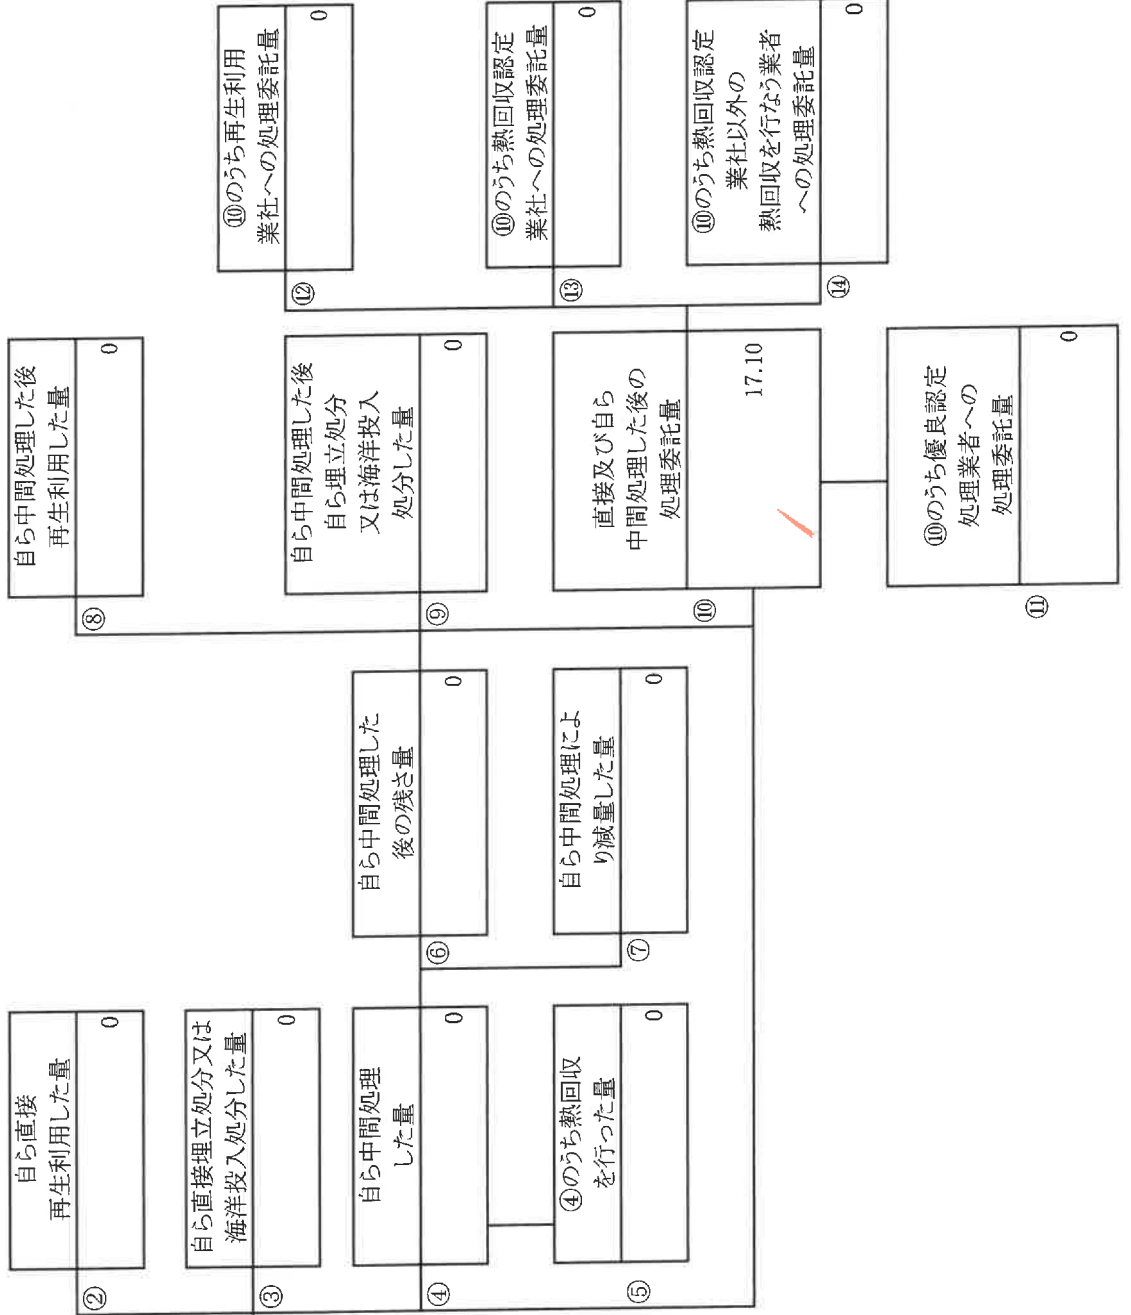 ②
自ら直接
再生利用した量
0
③
自ら直接埋立処分又は
海洋投入処分した量
0
④
自ら中間処理
した量
0
⑤
④のうち熱回収
を行った量
0
⑥
自ら中間処理した
後の残さ量
0
⑦
自ら中間処理によ
り減量した量
0
⑧
自ら中間処理した後
再生利用した量
0
⑨
自ら中間処理した後
自ら埋立処分
又は海洋投入
処分した量
0
⑩
直接及び自ら
中間処理した後の
処理委託量
17.10
⑪
⑩のうち優良認定
処理業者への
処理委託量
0
⑫
⑩のうち再生利用
業社への処理委託量
0
⑬
⑩のうち熱回収認定
業社への処理委託量
0
⑭
⑩のうち熱回収認定
業社以外の
熱回収を行なう業者
への処理委託量
0